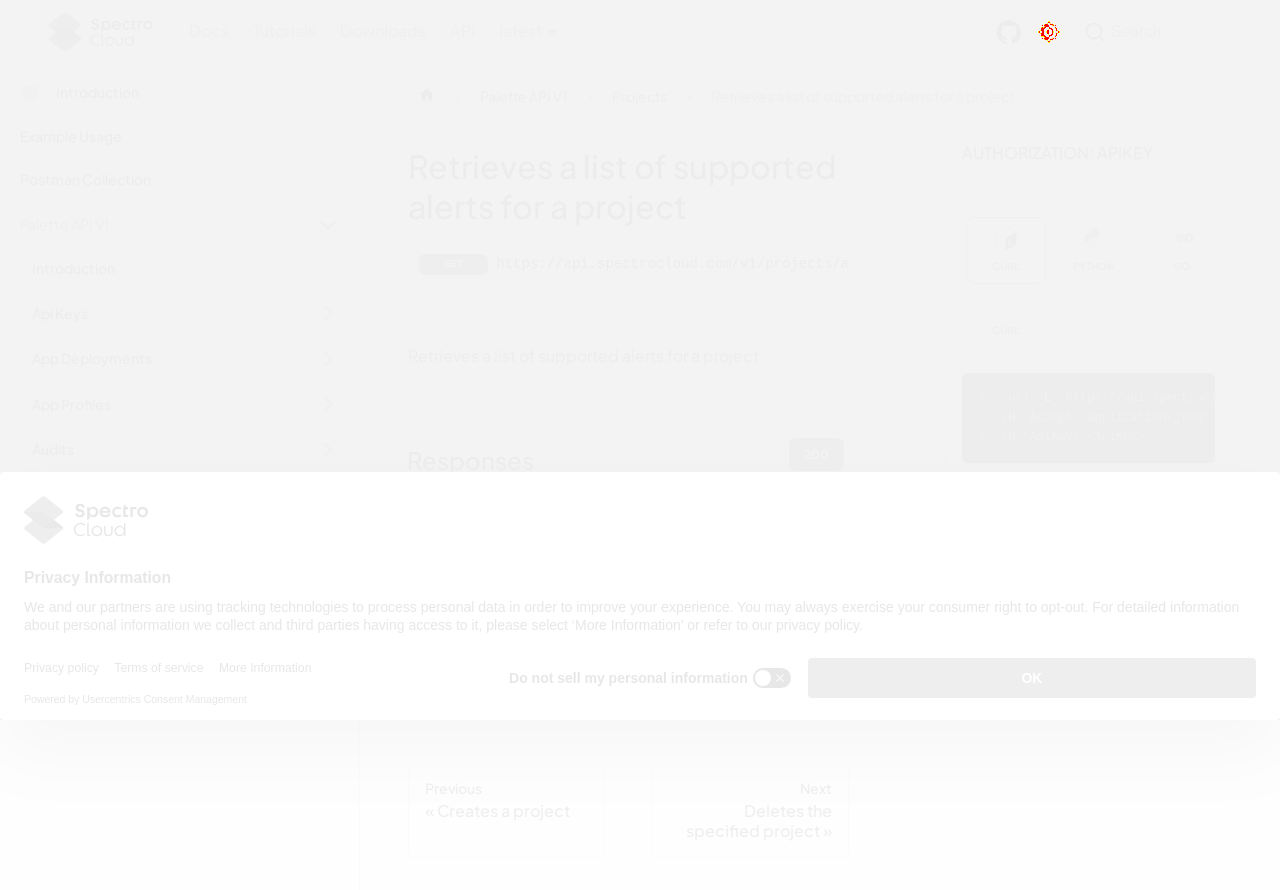 Spectro Cloud
Docs Tutorials Downloads API latest
Search
Introduction
Palette API V1 Projects Retrieves a list of supported alerts for a project
Example Usage
Postman Collection
Palette API V1
Introduction
Api Keys
App Deployments
App Profiles
Audits
Retrieves a list of supported
alerts for a project
GET https://api.spectrocloud.com/v1/projects/a
Retrieves a list of supported alerts for a project
Responses
200
AUTHORIZATION: APIKEY
CURL PYTHON GO
CURL
Spectro
Cloud
Privacy Information
We and our partners are using tracking technologies to process personal data in order to improve your experience. You may always exercise your consumer right to opt-out. For detailed information
about personal information we collect and third parties having access to it, please select ‘More Information’ or refer to our privacy policy.
Privacy policy Terms of service More Information
Do not sell my personal information
OK
Powered by Usercentrics Consent Management
Previous
« Creates a project
Next
Deletes the
specified project »